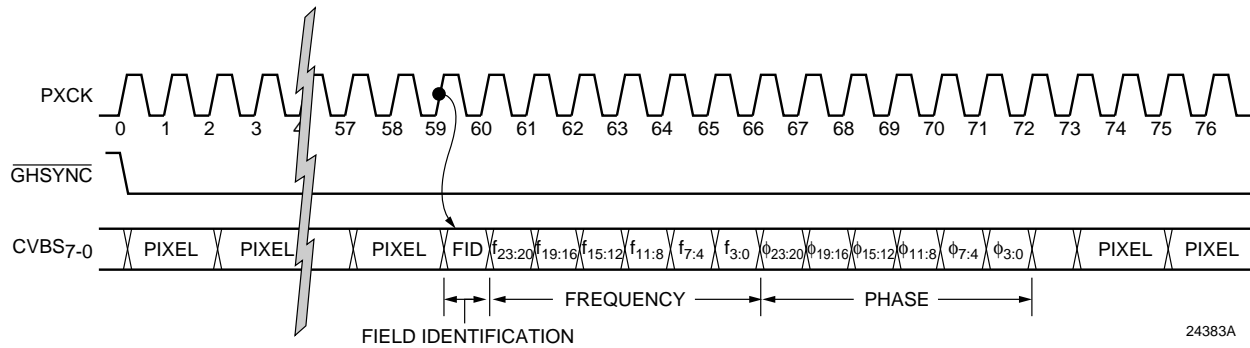 PXCK
0 1 2 3 4 57 58 59 60 61 62 63 64 65 66 67 68 69 70 71 72 73 74 75 76
GHSYNC
CVBS7-0 PIXEL PIXEL PIXEL FID f23:20 f19:16 f15:12 f11:8 f7:4 f3:0 ϕ23:20 ϕ19:16 ϕ15:12 ϕ11:8 ϕ7:4 ϕ3:0 PIXEL PIXEL
FREQUENCY PHASE
FIELD IDENTIFICATION
24383A